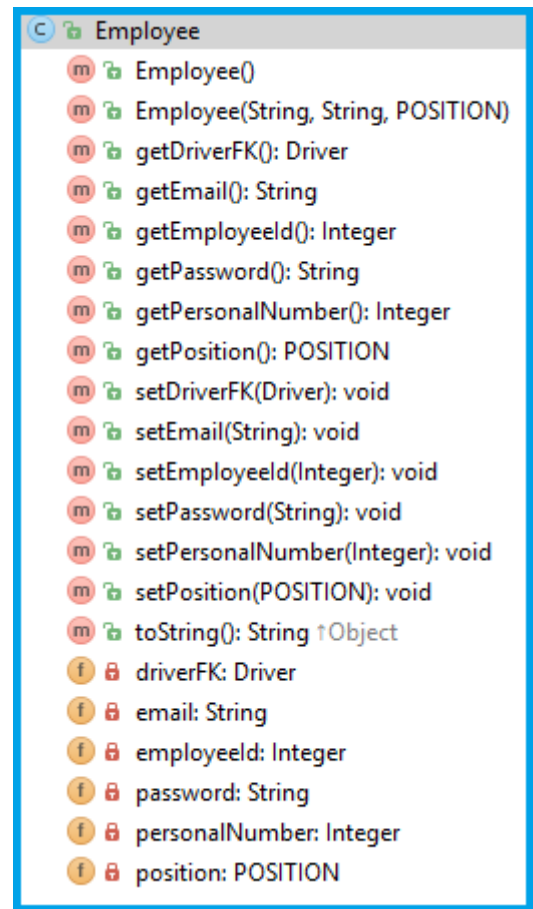 C Employee
m Employee()
m Employee(String, String, POSITION)
m getDriverFK(): Driver
m getEmail(): String
m getEmployeeId(): Integer
m getPassword(): String
m getPersonalNumber(): Integer
m getPosition(): POSITION
m setDriverFK(Driver): void
m setEmail(String): void
m setEmployeeId(Integer): void
m setPassword(String): void
m setPersonalNumber(Integer): void
m setPosition(POSITION): void
m toString(): String ↑Object
f driverFK: Driver
f email: String
f employeeId: Integer
f password: String
f personalNumber: Integer
f position: POSITION